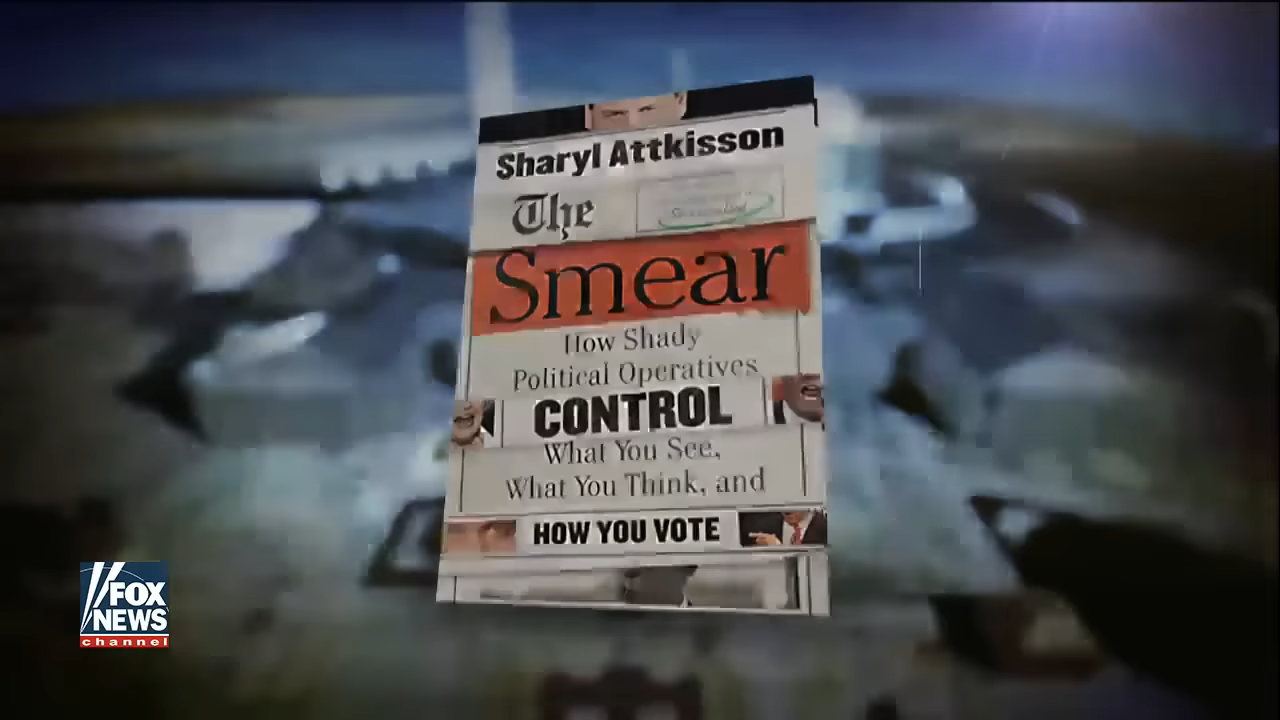 Sharyl Attkisson
The
Smear
How Shady
Political Operatives
CONTROL
What You See,
What You Think, and
HOW YOU VOTE
FOX
NEWS
channel